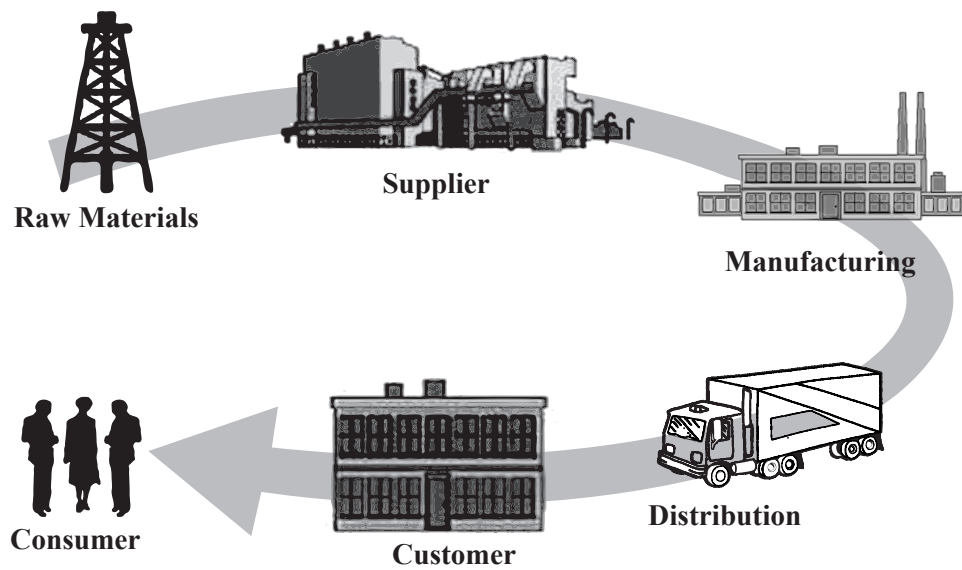 Raw Materials
Supplier
Manufacturing
Distribution
Customer
Consumer